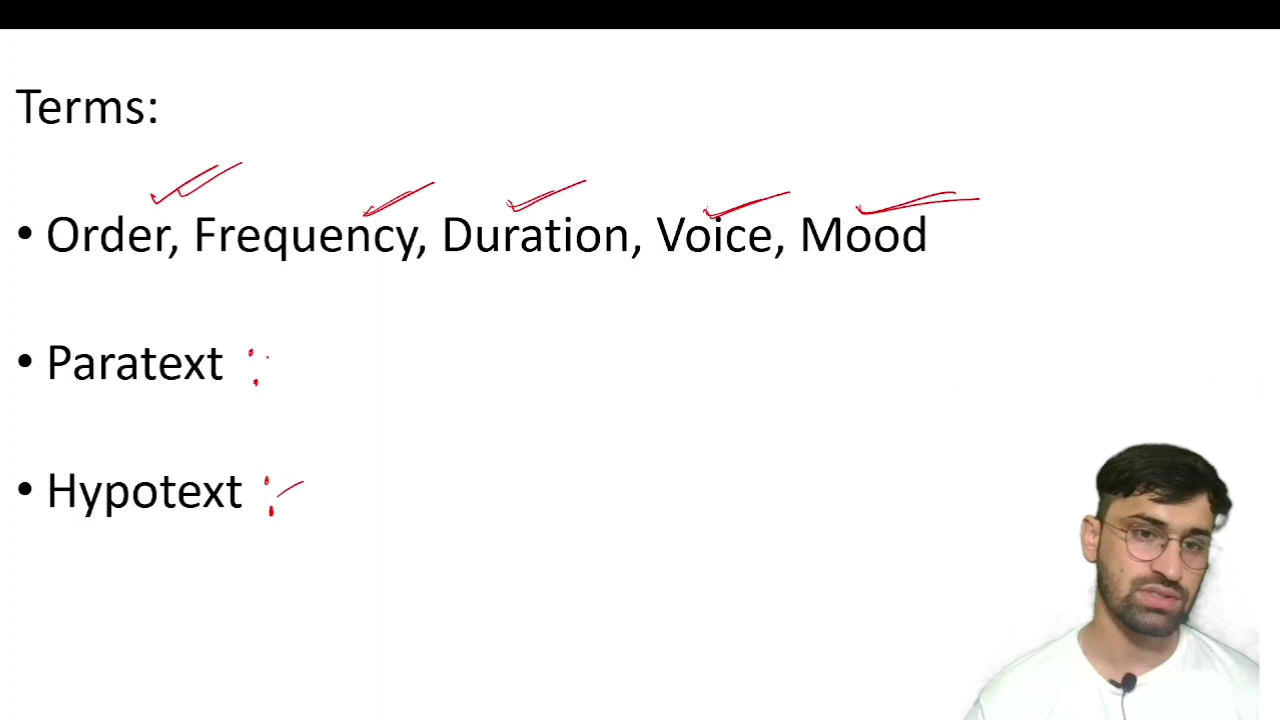 Terms:
• Order, Frequency, Duration, Voice, Mood
• Paratext :
• Hypotext :